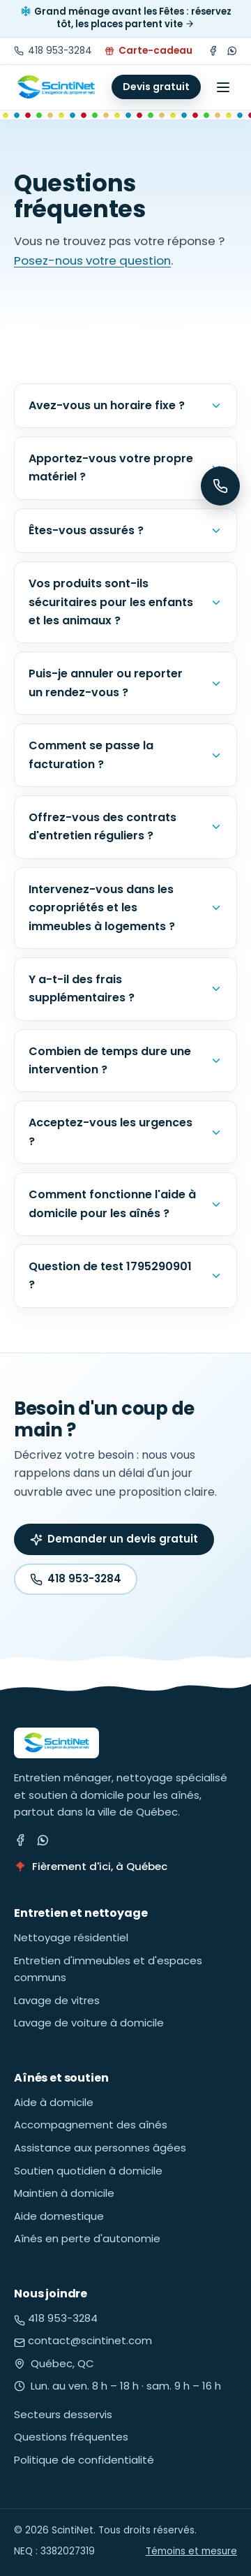 Grand ménage avant les Fêtes : réservez
tôt, les places partent vite →
418 953-3284
Carte-cadeau
ScintiNet
L'exigence du propre en soi
Devis gratuit
Questions
fréquentes
Vous ne trouvez pas votre réponse ?
Posez-nous votre question.
Avez-vous un horaire fixe ?
Apportez-vous votre propre
matériel ?
Êtes-vous assurés ?
Vos produits sont-ils
sécuritaires pour les enfants
et les animaux ?
Puis-je annuler ou reporter
un rendez-vous ?
Comment se passe la
facturation ?
Offrez-vous des contrats
d'entretien réguliers ?
Intervenez-vous dans les
copropriétés et les
immeubles à logements ?
Y a-t-il des frais
supplémentaires ?
Combien de temps dure une
intervention ?
Acceptez-vous les urgences
?
Comment fonctionne l'aide à
domicile pour les aînés ?
Question de test 1795290901
?
Besoin d'un coup de
main ?
Décrivez votre besoin : nous vous
rappelons dans un délai d'un jour
ouvrable avec une proposition claire.
Demander un devis gratuit
418 953-3284
ScintiNet
Entretien ménager, nettoyage spécialisé
et soutien à domicile pour les aînés,
partout dans la ville de Québec.
Fièrement d'ici, à Québec
Entretien et nettoyage
Nettoyage résidentiel
Entretien d'immeubles et d'espaces
communs
Lavage de vitres
Lavage de voiture à domicile
Aînés et soutien
Aide à domicile
Accompagnement des aînés
Assistance aux personnes âgées
Soutien quotidien à domicile
Maintien à domicile
Aide domestique
Aînés en perte d'autonomie
Nous joindre
418 953-3284
contact@scintinet.com
Québec, QC
Lun. au ven. 8 h – 18 h · sam. 9 h – 16 h
Secteurs desservis
Questions fréquentes
Politique de confidentialité
© 2026 ScintiNet. Tous droits réservés.
NEQ : 3382027319
Témoins et mesure